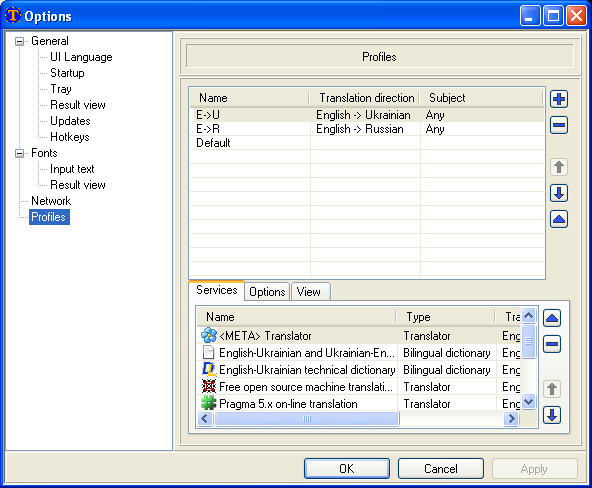 Options
General
UI Language
Startup
Tray
Result view
Updates
Hotkeys
Fonts
Input text
Result view
Network
Profiles
Profiles
Name Translation direction Subject
E->U English -> Ukrainian Any
E->R English -> Russian Any
Default
Services Options View
Name Type Tra
<META> Translator Translator Eng
English-Ukrainian and Ukrainian-En... Bilingual dictionary Eng
English-Ukrainian technical dictionary Bilingual dictionary Eng
Free open source machine translati... Translator Eng
Pragma 5.x on-line translation Translator Eng
OK Cancel Apply